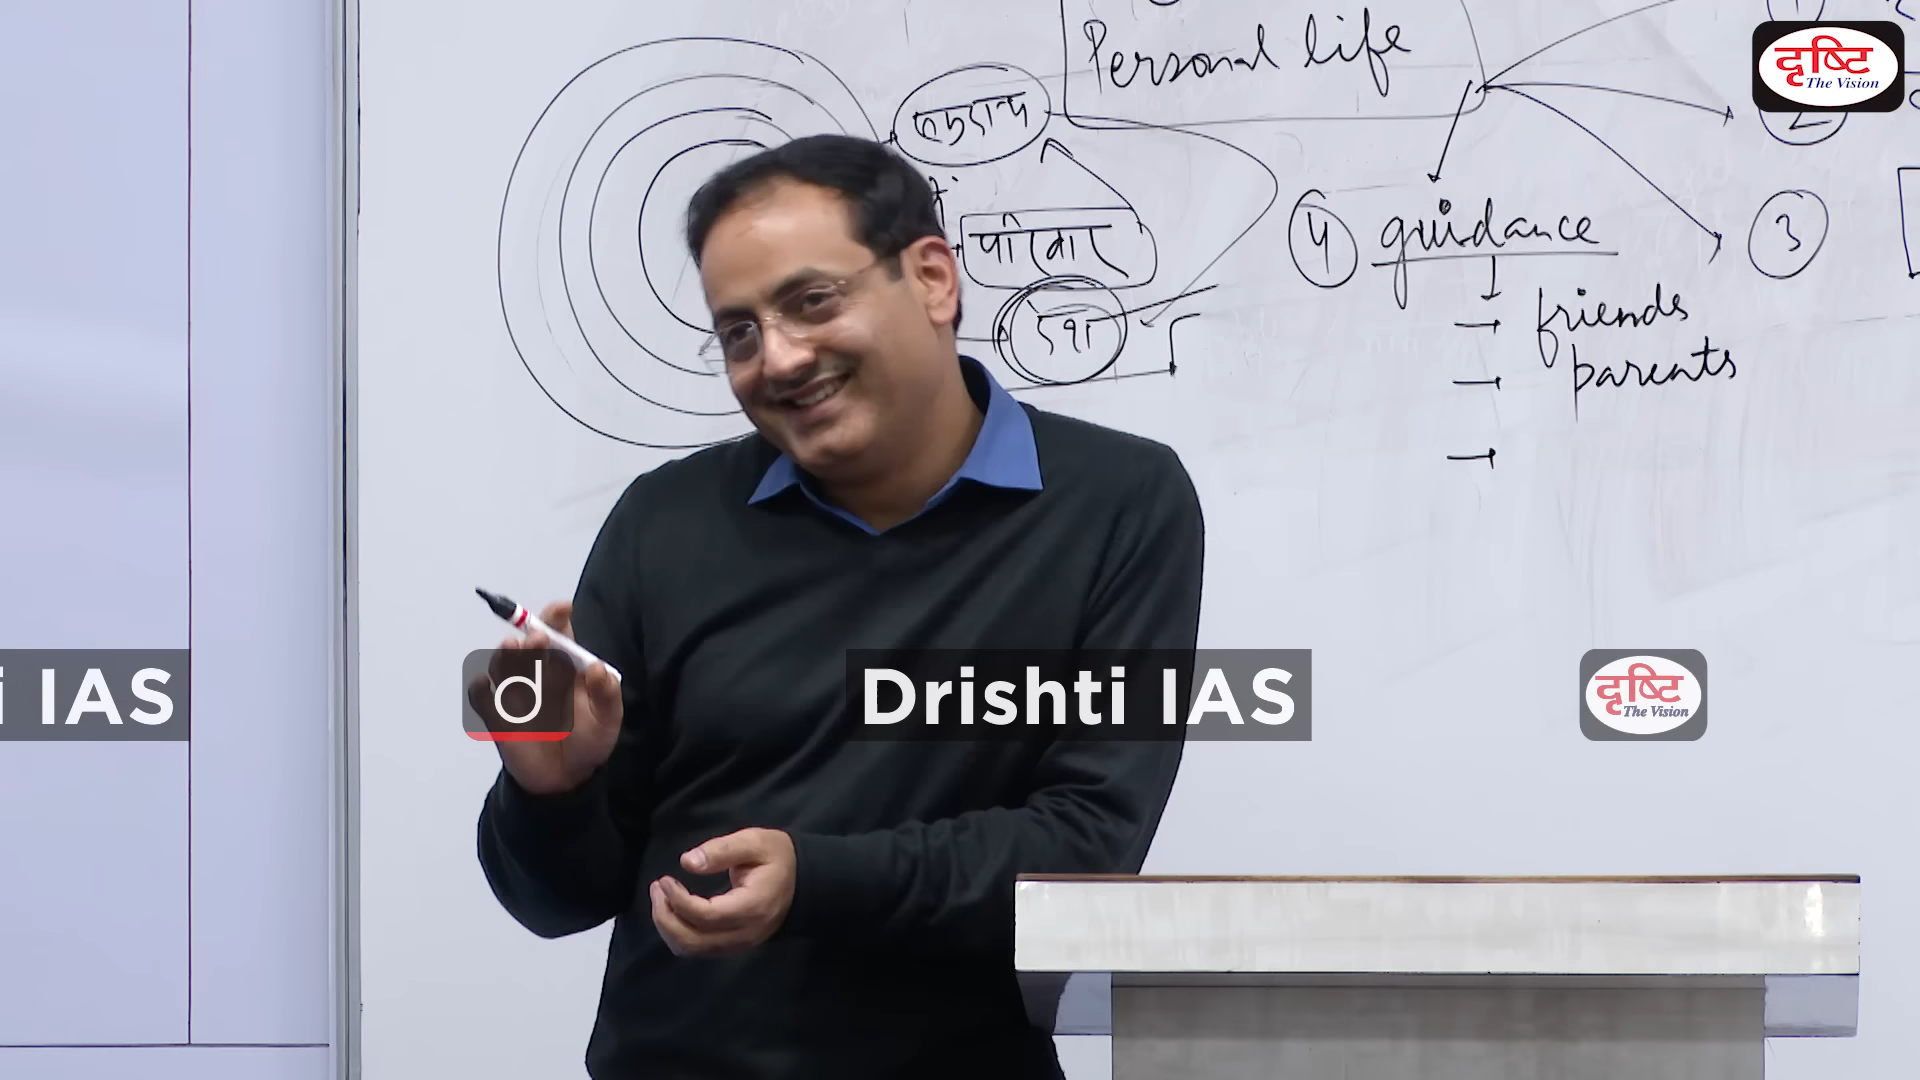 Personal life
दृष्टि
The Vision
2
परिवार
देश
4 guidance
3
friends
parents
i IAS
d
Drishti IAS
दृष्टि
The Vision